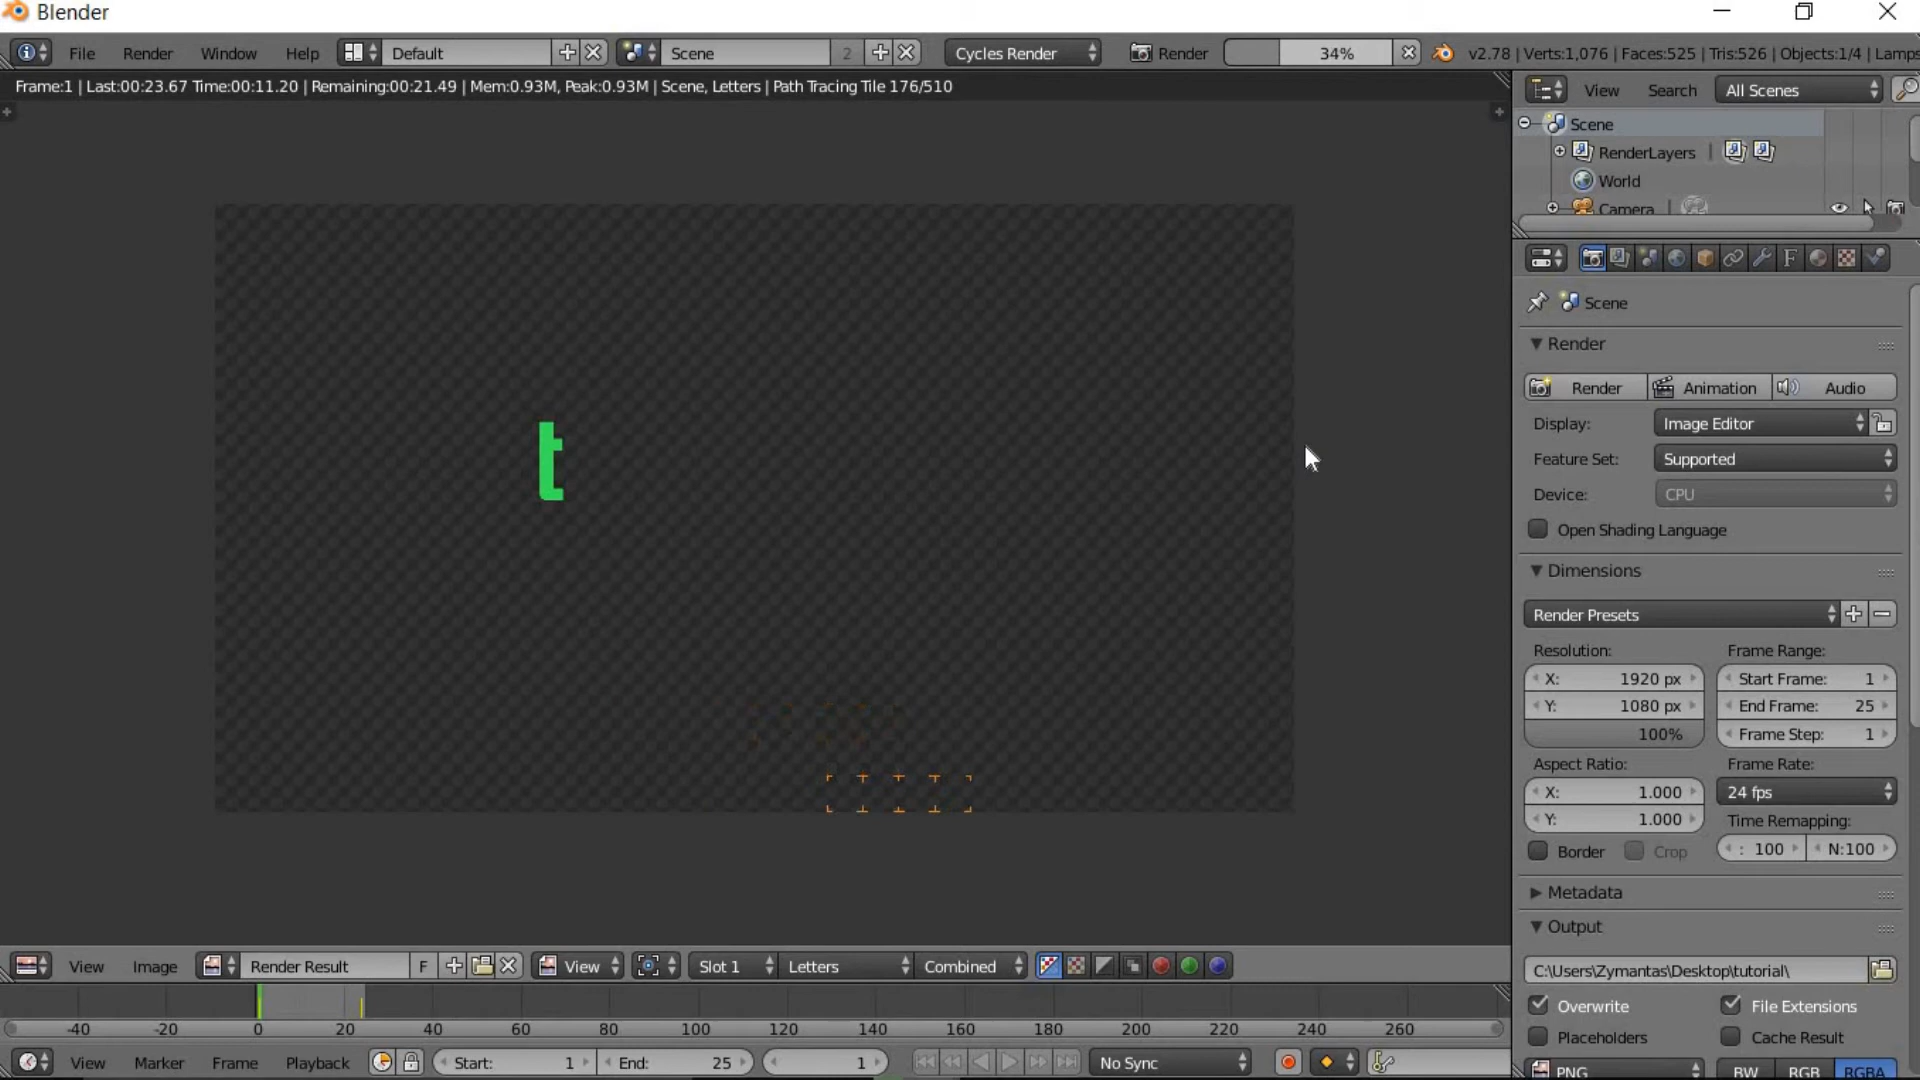 Blender
File Render Window Help Default Scene 2 Cycles Render Render 34% v2.78 | Verts:1,076 | Faces:525 | Tris:526 | Objects:1/4 | Lamps
Frame:1 | Last:00:23.67 Time:00:11.20 | Remaining:00:21.49 | Mem:0.93M, Peak:0.93M | Scene, Letters | Path Tracing Tile 176/510
View Search All Scenes
Scene
RenderLayers |
World
Camera |
t
Scene
Render
Render Animation Audio
Display: Image Editor
Feature Set: Supported
Device: CPU
Open Shading Language
Dimensions
Render Presets
Resolution: Frame Range:
X: 1920 px Start Frame: 1
Y: 1080 px End Frame: 25
100% Frame Step: 1
Aspect Ratio: Frame Rate:
X: 1.000 24 fps
Y: 1.000 Time Remapping:
Border Crop : 100 N:100
Metadata
Output
C:\Users\Zymantas\Desktop\tutorial\
Overwrite File Extensions
Placeholders Cache Result
PNG BW RGB RGBA
View Image Render Result F View Slot 1 Letters Combined
-40 -20 0 20 40 60 80 100 120 140 160 180 200 220 240 260
View Marker Frame Playback Start: 1 End: 25 1 No Sync